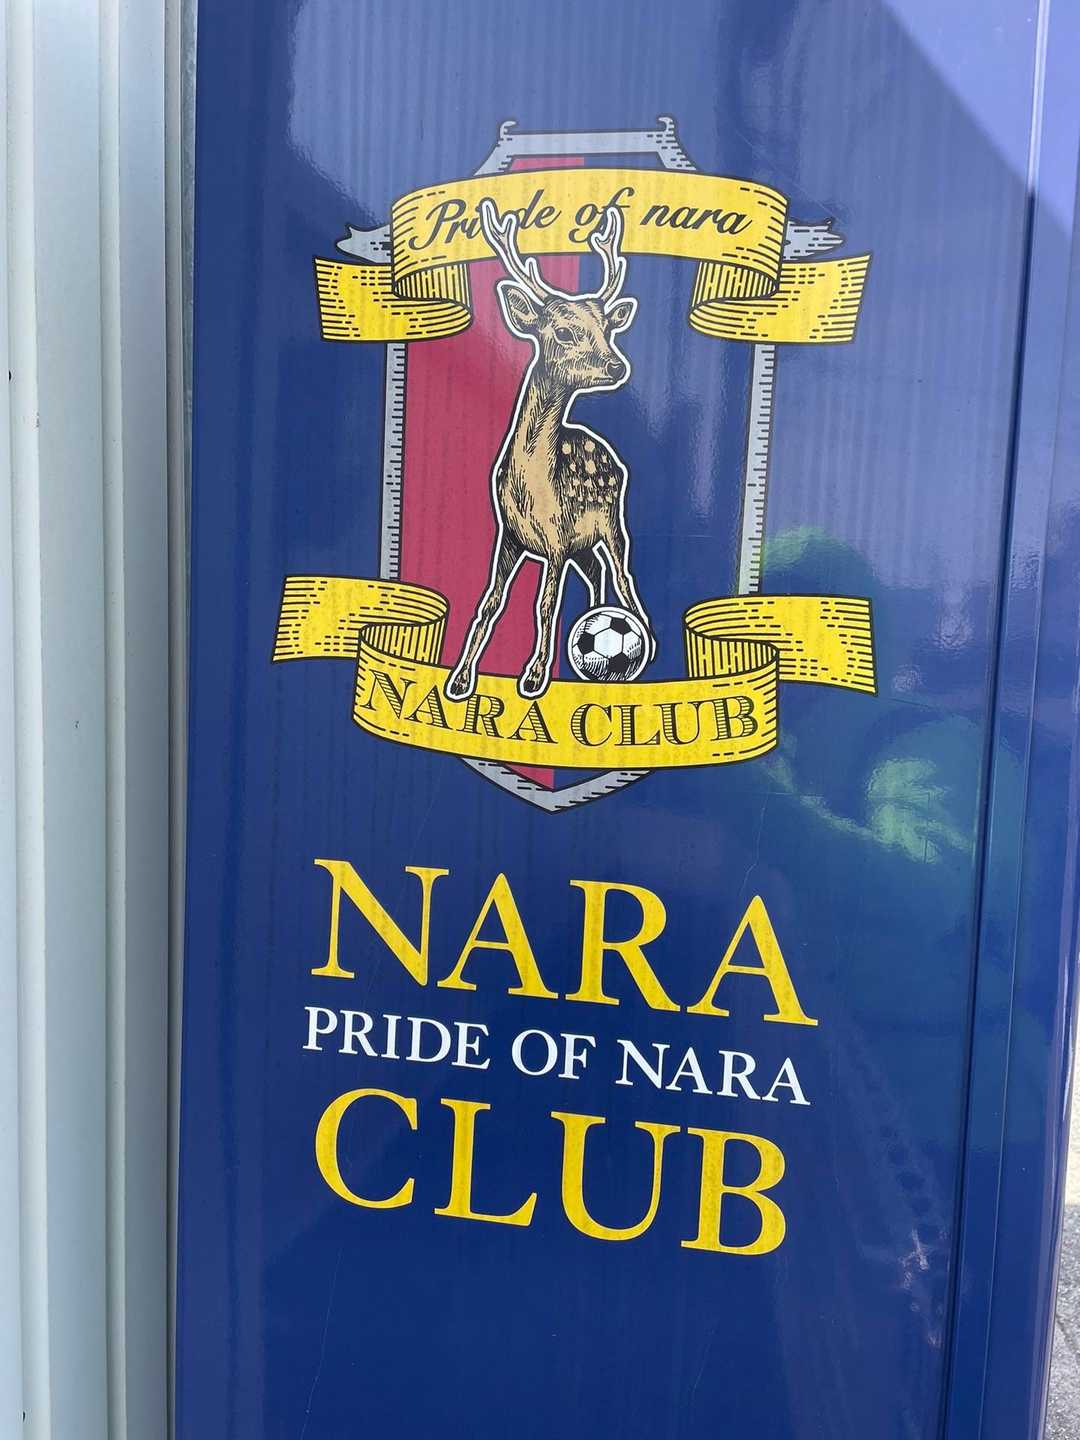 Pride of nara
NARA CLUB
NARA
PRIDE OF NARA
CLUB